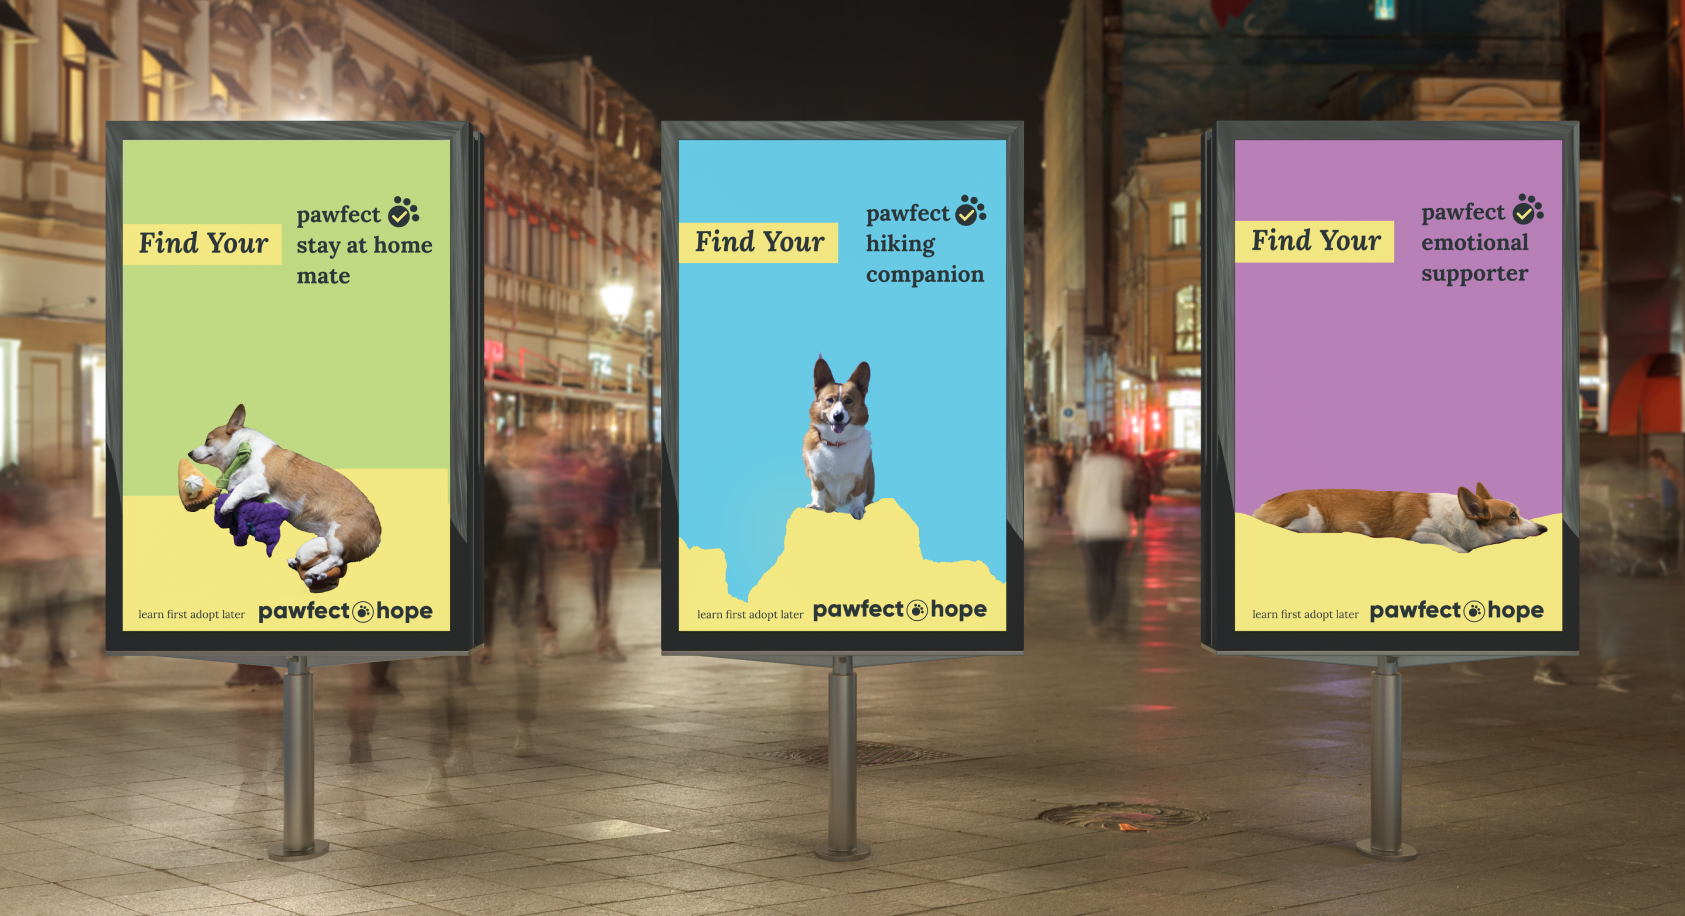 Find Your
pawfect
stay at home
mate
learn first adopt later
pawfect hope
Find Your
pawfect
hiking
companion
learn first adopt later
pawfect hope
Find Your
pawfect
emotional
supporter
learn first adopt later
pawfect hope